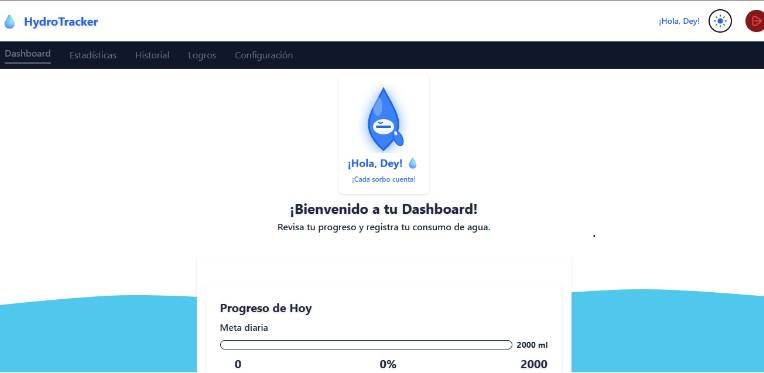 HydroTracker
¡Hola, Dey!
Dashboard Estadísticas Historial Logros Configuración
¡Hola, Dey!
¡Cada sorbo cuenta!
¡Bienvenido a tu Dashboard!
Revisa tu progreso y registra tu consumo de agua.
Progreso de Hoy
Meta diaria
2000 ml
0 0% 2000